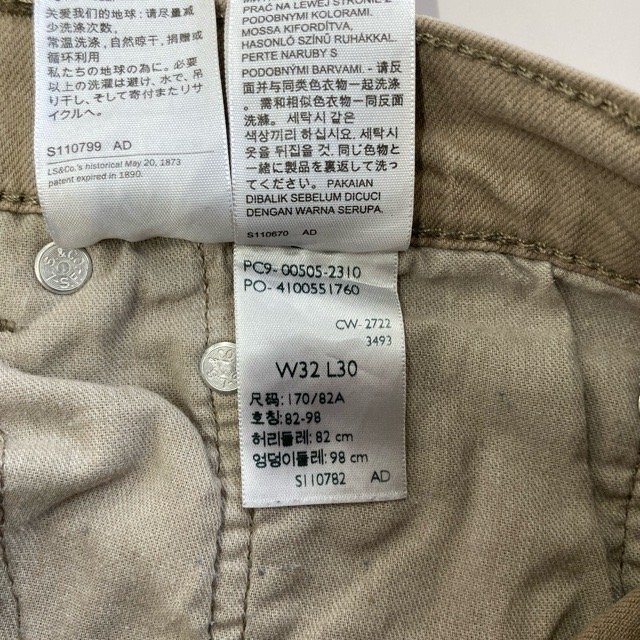 关爱我们的地球：请尽量减
少洗涤次数，
常温洗涤，自然晾干，捐赠或
循环利用
私たちの地球の為に、必要
以上の洗濯は避け、水で、吊
り干し、そして寄付またリサ
イクルへ。
S110799 AD
LS&Co.'s historical May 20, 1873
patent expired in 1890.
PRAĆ NA LEWEJ STRONIE Z
PODOBNYMI KOLORAMI.
MOSSA KIFORDÍTVA,
HASONLÓ SZÍNŰ RUHÁKKAL.
PERTE NARUBY S
PODOBNÝMI BARVAMI. - 请反
面并与同类色衣物一起洗
涤。需和相似色衣物一同反面
洗滌。세탁시 같은
색상끼리 하십시오. 세탁시
옷을 뒤집을 것. 同じ色物と
一緒に製品を裏返して洗っ
てください。PAKAIAN
DIBALIK SEBELUM DICUCI
DENGAN WARNA SERUPA.
S110670 AD
PC9- 00505-2310
PO- 4100551760
CW-2722
3493
W32 L30
尺码:170/82A
호칭:82-98
허리둘레: 82 cm
엉덩이둘레: 98 cm
S110782 AD